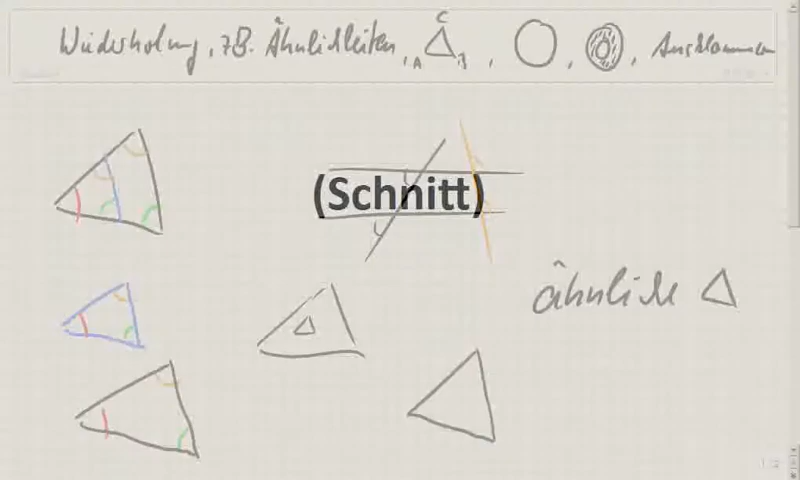 Wiederholung, zB. Ähnlichkeiten, A B C , , , Ausklammern
(Schnitt)
ähnliche